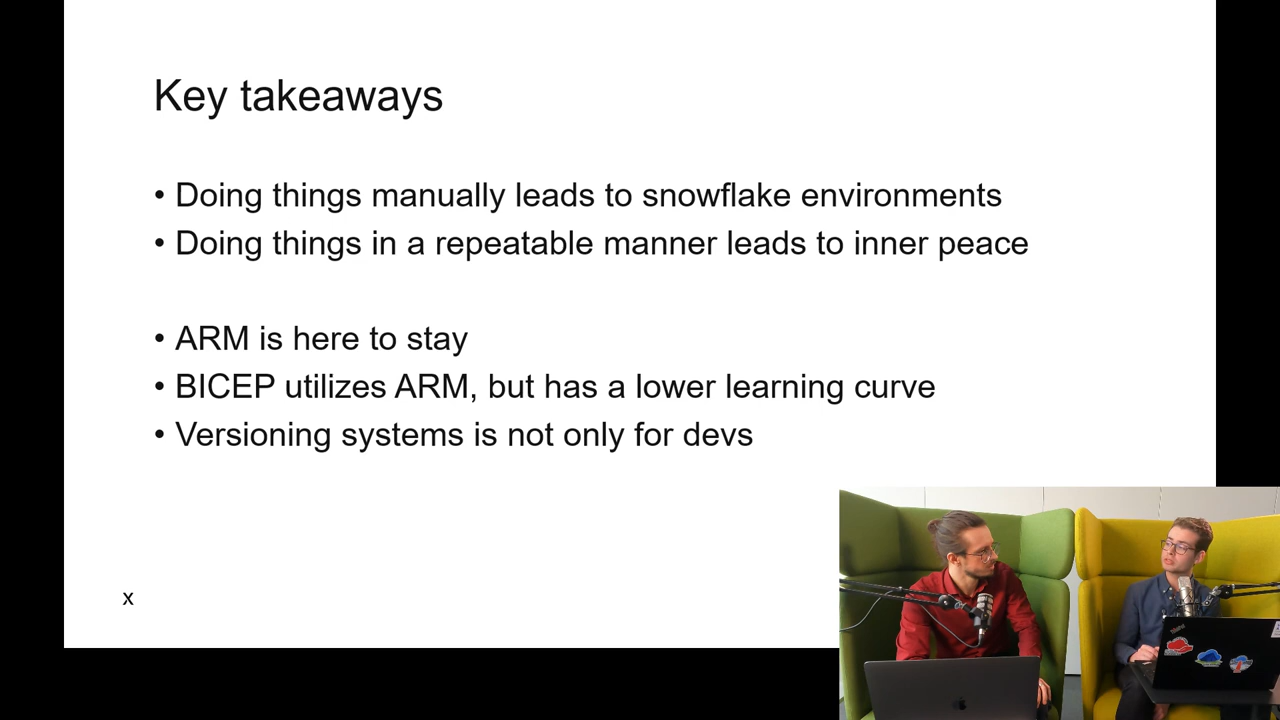 Key takeaways
• Doing things manually leads to snowflake environments
• Doing things in a repeatable manner leads to inner peace
• ARM is here to stay
• BICEP utilizes ARM, but has a lower learning curve
• Versioning systems is not only for devs
x